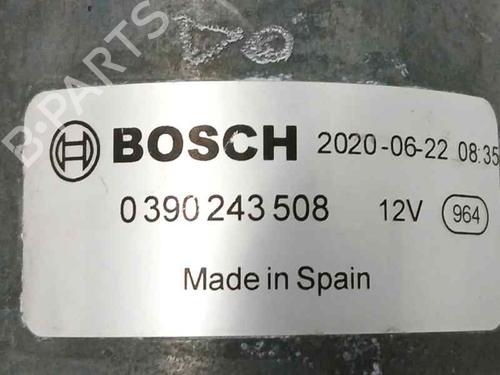 B-PARTS
BOSCH 2020-06-22 08:35
0 390 243 508 12V 964
Made in Spain